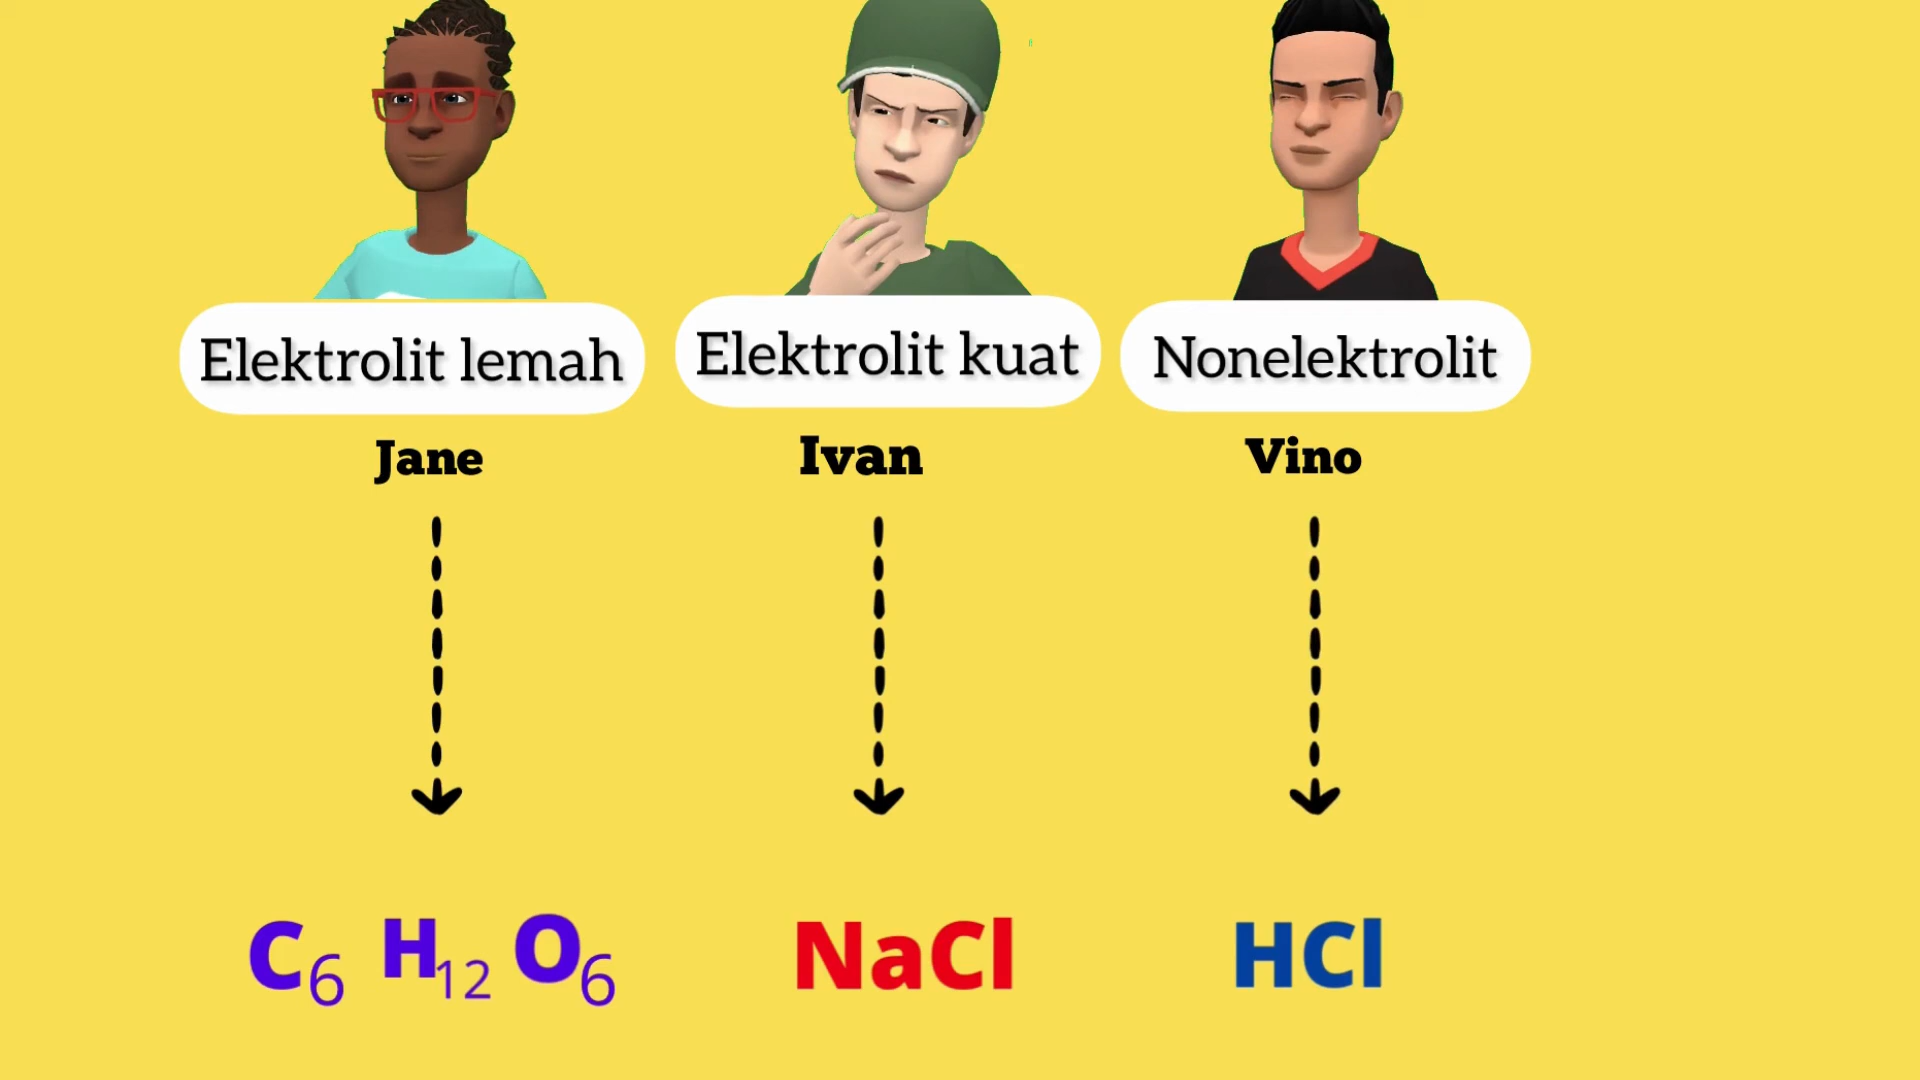 Elektrolit lemah
Elektrolit kuat
Nonelektrolit
Jane
Ivan
Vino
C6 H12 O6
NaCl
HCl